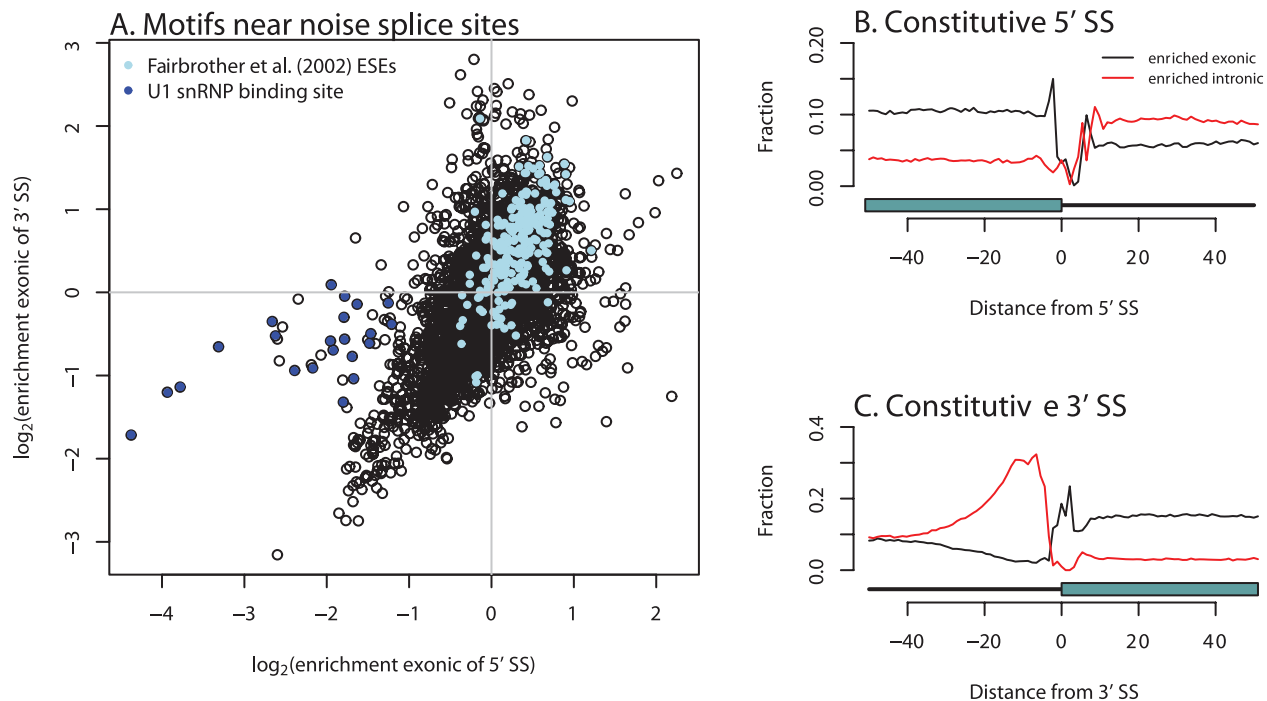 A. Motifs near noise splice sites
Fairbrother et al. (2002) ESEs
U1 snRNP binding site
log2(enrichment exonic of 3′ SS)
3
2
1
0
−1
−2
−3
−4 −3 −2 −1 0 1 2
log2(enrichment exonic of 5′ SS)
B. Constitutive 5′ SS
enriched exonic
enriched intronic
Fraction
0.20
0.10
0.00
−40 −20 0 20 40
Distance from 5′ SS
C. Constitutiv e 3′ SS
Fraction
0.4
0.2
0.0
−40 −20 0 20 40
Distance from 3′ SS